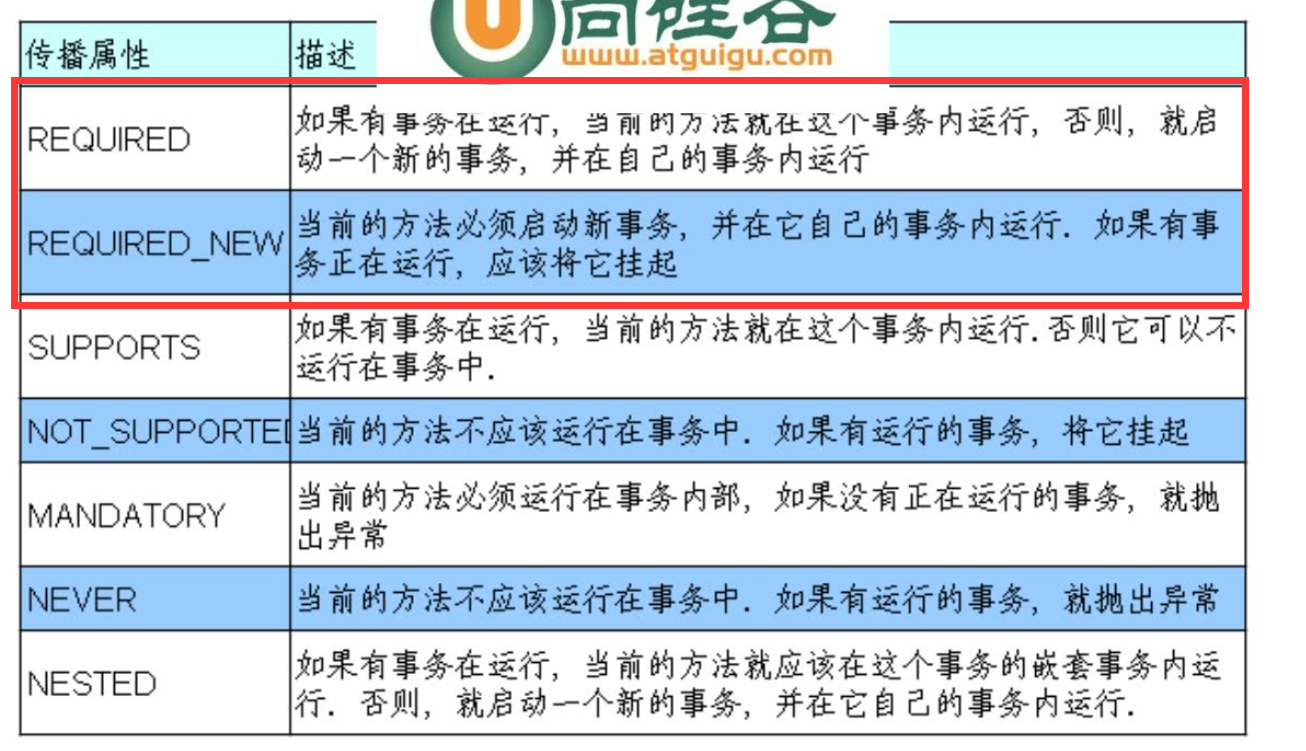 尚硅谷
www.atguigu.com
传播属性 描述
REQUIRED 如果有事务在运行，当前的方法就在这个事务内运行，否则，就启
动一个新的事务，并在自己的事务内运行
REQUIRED_NEW 当前的方法必须启动新事务，并在它自己的事务内运行. 如果有事
务正在运行，应该将它挂起
SUPPORTS 如果有事务在运行，当前的方法就在这个事务内运行.否则它可以不
运行在事务中.
NOT_SUPPORTED 当前的方法不应该运行在事务中. 如果有运行的事务，将它挂起
MANDATORY 当前的方法必须运行在事务内部，如果没有正在运行的事务，就抛
出异常
NEVER 当前的方法不应该运行在事务中. 如果有运行的事务，就抛出异常
NESTED 如果有事务在运行，当前的方法就应该在这个事务的嵌套事务内运
行. 否则，就启动一个新的事务，并在它自己的事务内运行.